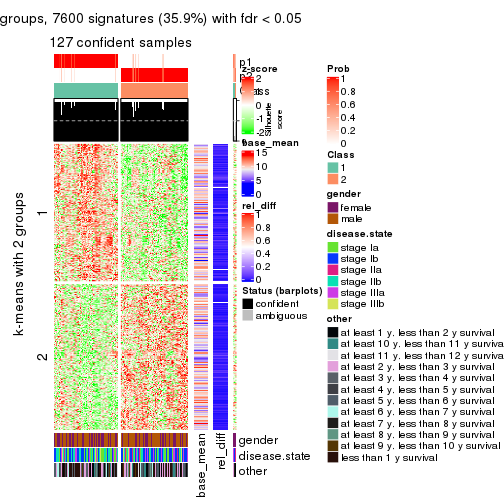 groups, 7600 signatures (35.9%) with fdr < 0.05
127 confident samples
p1
z-score
2
1
0
-1
-2
Silhouette
score
base_mean
15
10
5
0
rel_diff
1
0.8
0.6
0.4
0.2
0
Status (barplots)
confident
ambiguous
Prob
1
0.8
0.6
0.4
0.2
0
Class
1
2
gender
female
male
disease.state
stage Ia
stage Ib
stage IIa
stage IIb
stage IIIa
stage IIIb
other
at least 1 y. less than 2 y survival
at least 10 y. less than 11 y survival
at least 11 y. less than 12 y survival
at least 2 y. less than 3 y survival
at least 3 y. less than 4 y survival
at least 4 y. less than 5 y survival
at least 5 y. less than 6 y survival
at least 6 y. less than 7 y survival
at least 7 y. less than 8 y survival
at least 8 y. less than 9 y survival
at least 9 y. less than 10 y survival
less than 1 y survival
k-means with 2 groups
1
2
gender
disease.state
other
base_mean
rel_diff